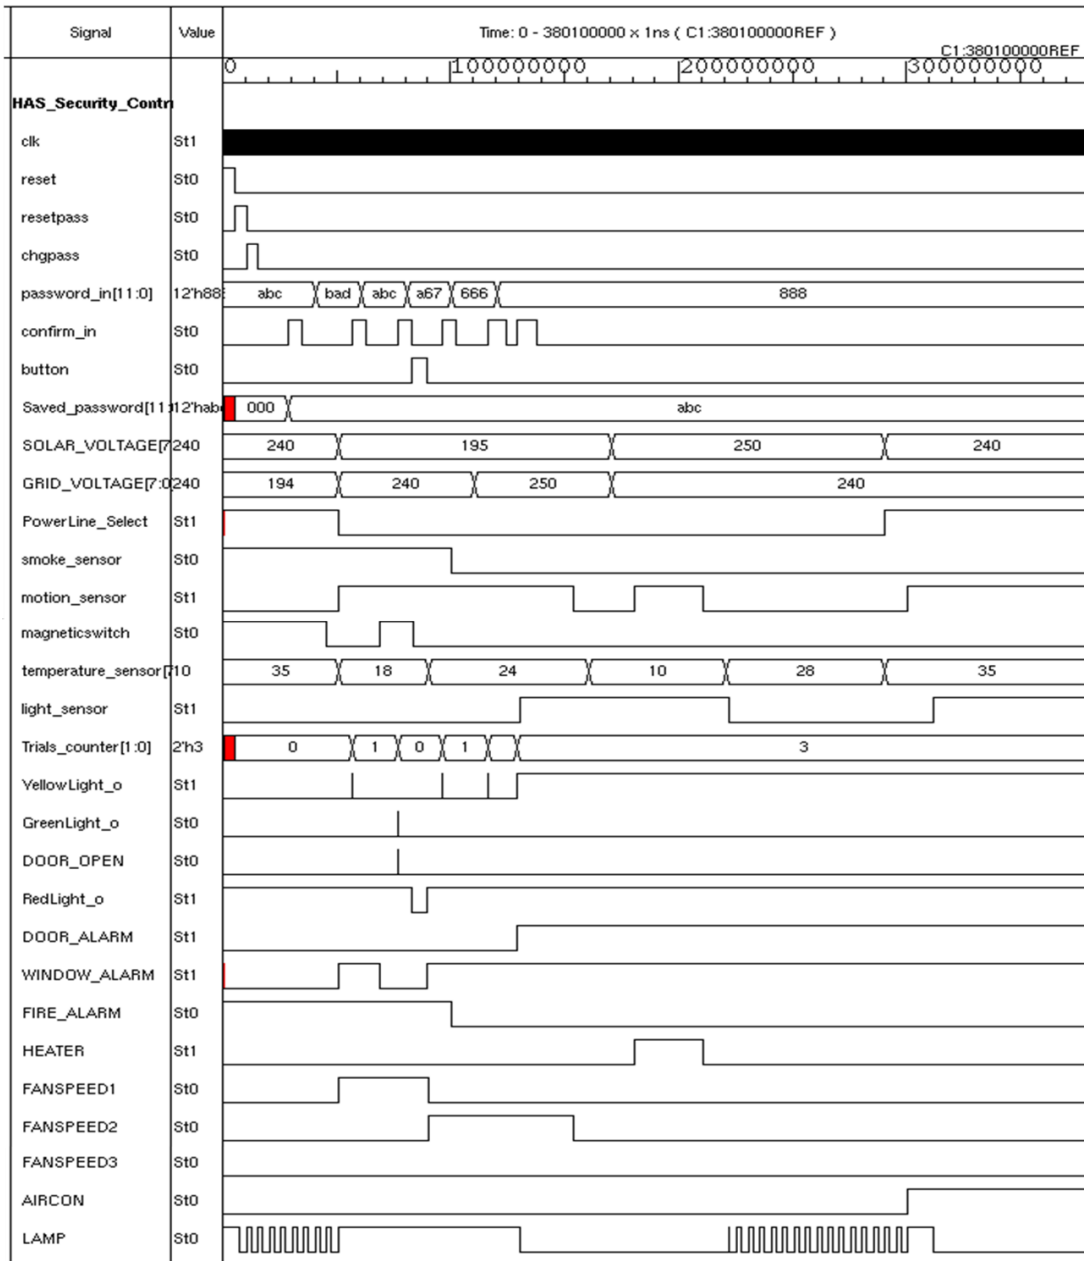 Signal Value Time: 0 - 380100000 x 1ns ( C1:380100000REF )
C1:380100000REF
0 100000000 200000000 300000000
HAS_Security_Contr
clk St1
reset St0
resetpass St0
chgpass St0
password_in[11:0] 12'h88 abc bad abc a67 666 888
confirm_in St0
button St0
Saved_password[11: 12'habc 000 abc
SOLAR_VOLTAGE[7 240 240 195 250 240
GRID_VOLTAGE[7:0 240 194 240 250 240
PowerLine_Select St1
smoke_sensor St0
motion_sensor St1
magneticswitch St0
temperature_sensor[7 10 35 18 24 10 28 35
light_sensor St1
Trials_counter[1:0] 2'h3 0 1 0 1 3
YellowLight_o St1
GreenLight_o St0
DOOR_OPEN St0
RedLight_o St1
DOOR_ALARM St1
WINDOW_ALARM St1
FIRE_ALARM St0
HEATER St1
FANSPEED1 St0
FANSPEED2 St0
FANSPEED3 St0
AIRCON St0
LAMP St0